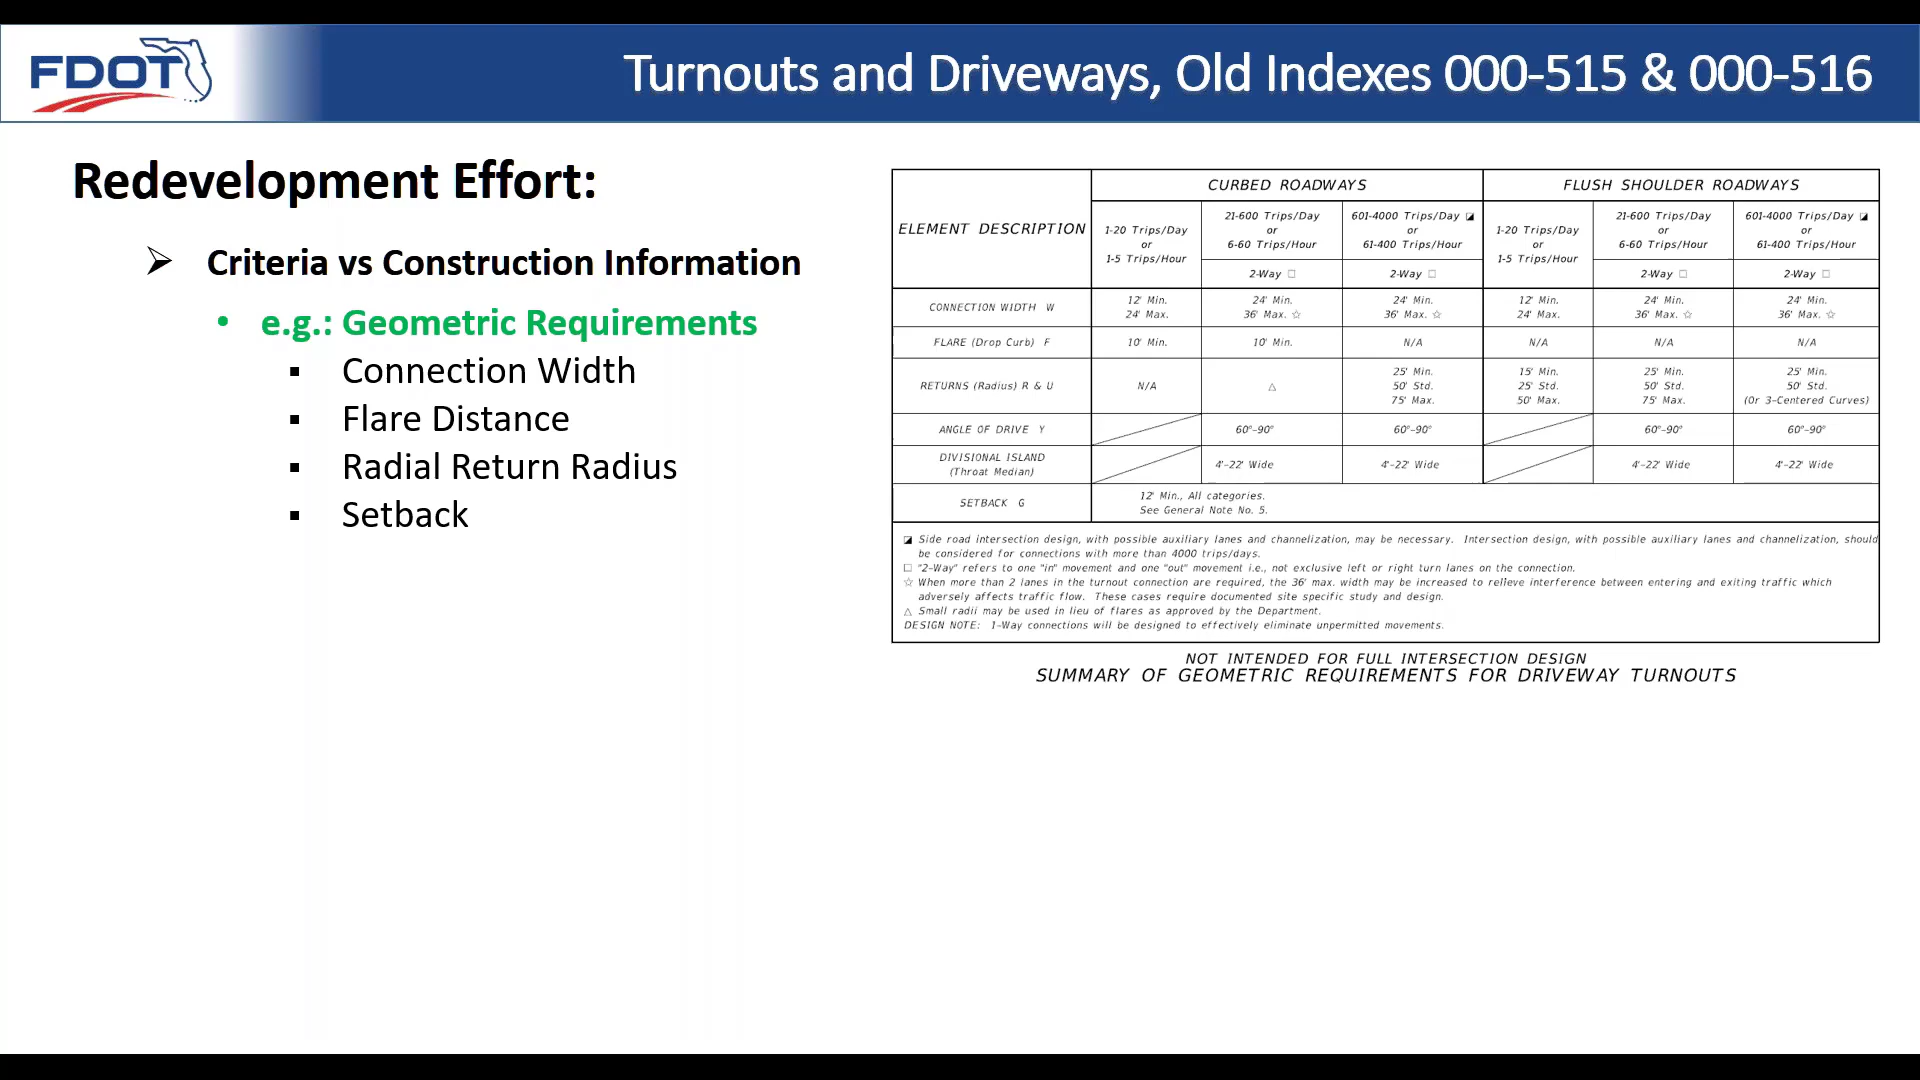 FDOT
Turnouts and Driveways, Old Indexes 000-515 & 000-516
Redevelopment Effort:
➢ Criteria vs Construction Information
• e.g.: Geometric Requirements
▪ Connection Width
▪ Flare Distance
▪ Radial Return Radius
▪ Setback
ELEMENT DESCRIPTION
CURBED ROADWAYS
FLUSH SHOULDER ROADWAYS
1-20 Trips/Day
or
1-5 Trips/Hour
21-600 Trips/Day
or
6-60 Trips/Hour
2-Way □
601-4000 Trips/Day ◪
or
61-400 Trips/Hour
2-Way □
1-20 Trips/Day
or
1-5 Trips/Hour
21-600 Trips/Day
or
6-60 Trips/Hour
2-Way □
601-4000 Trips/Day ◪
or
61-400 Trips/Hour
2-Way □
CONNECTION WIDTH W
12' Min.
24' Max.
24' Min.
36' Max. ☆
24' Min.
36' Max. ☆
12' Min.
24' Max.
24' Min.
36' Max. ☆
24' Min.
36' Max. ☆
FLARE (Drop Curb) F
10' Min.
10' Min.
N/A
N/A
N/A
N/A
RETURNS (Radius) R & U
N/A
△
25' Min.
50' Std.
75' Max.
15' Min.
25' Std.
50' Max.
25' Min.
50' Std.
75' Max.
25' Min.
50' Std.
(Or 3-Centered Curves)
ANGLE OF DRIVE Y
60°-90°
60°-90°
60°-90°
60°-90°
DIVISIONAL ISLAND
(Throat Median)
4'-22' Wide
4'-22' Wide
4'-22' Wide
4'-22' Wide
SETBACK G
12' Min., All categories.
See General Note No. 5.
◪ Side road intersection design, with possible auxiliary lanes and channelization, may be necessary. Intersection design, with possible auxiliary lanes and channelization, should
be considered for connections with more than 4000 trips/days.
□ "2-Way" refers to one "in" movement and one "out" movement i.e., not exclusive left or right turn lanes on the connection.
☆ When more than 2 lanes in the turnout connection are required, the 36' max. width may be increased to relieve interference between entering and exiting traffic which
adversely affects traffic flow. These cases require documented site specific study and design.
△ Small radii may be used in lieu of flares as approved by the Department.
DESIGN NOTE: 1-Way connections will be designed to effectively eliminate unpermitted movements.
NOT INTENDED FOR FULL INTERSECTION DESIGN
SUMMARY OF GEOMETRIC REQUIREMENTS FOR DRIVEWAY TURNOUTS